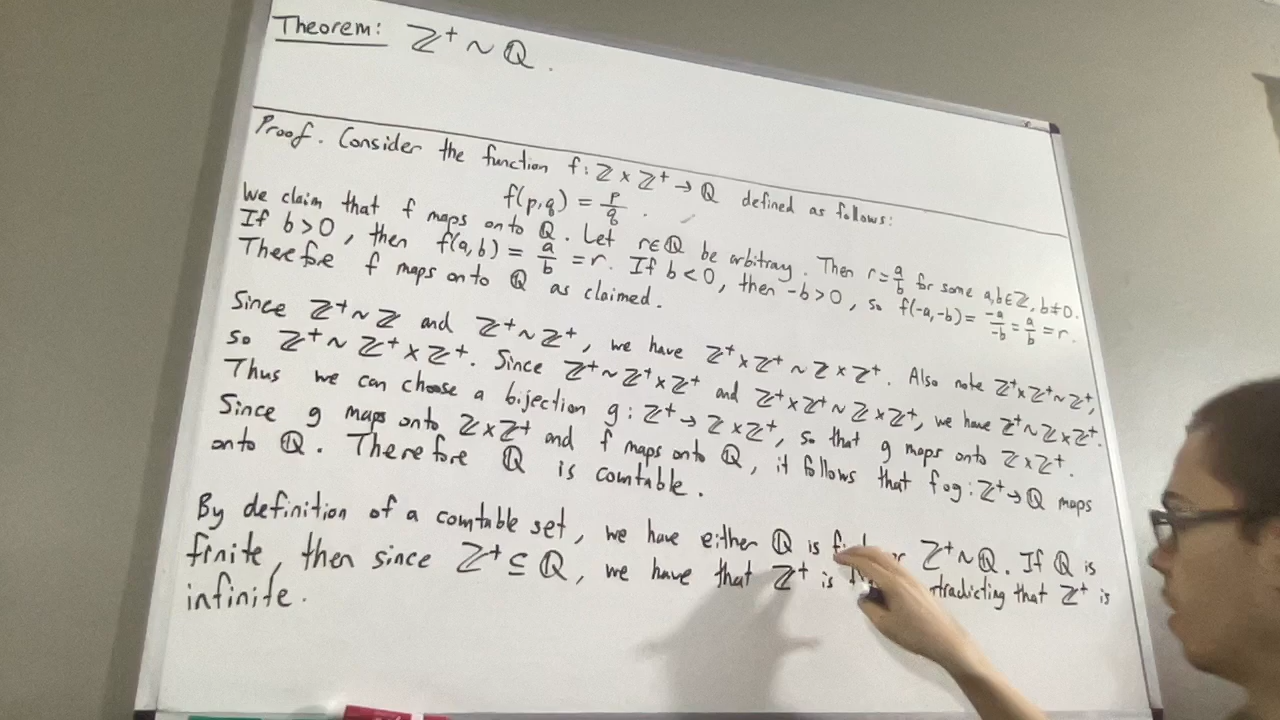 Theorem: ℤ⁺ ~ ℚ.
Proof. Consider the function f: ℤ × ℤ⁺ → ℚ defined as follows:
f(p,q) = p/q.
We claim that f maps onto ℚ. Let r∈ℚ be arbitrary. Then r = a/b for some a,b∈ℤ, b≠0.
If b>0, then f(a,b) = a/b = r. If b<0, then -b>0, so f(-a,-b) = -a/-b = a/b = r.
Therefore f maps onto ℚ as claimed.
Since ℤ⁺~ℤ and ℤ⁺~ℤ⁺, we have ℤ⁺×ℤ⁺ ~ ℤ×ℤ⁺. Also note ℤ⁺×ℤ⁺~ℤ⁺,
so ℤ⁺ ~ ℤ⁺×ℤ⁺. Since ℤ⁺~ℤ⁺×ℤ⁺ and ℤ⁺×ℤ⁺~ℤ×ℤ⁺, we have ℤ⁺~ℤ×ℤ⁺.
Thus we can choose a bijection g: ℤ⁺→ℤ×ℤ⁺, so that g maps onto ℤ×ℤ⁺.
Since g maps onto ℤ×ℤ⁺ and f maps onto ℚ, it follows that f∘g: ℤ⁺→ℚ maps
onto ℚ. Therefore ℚ is countable.
By definition of a countable set, we have either ℚ is ℤ⁺~ℚ. If ℚ is
finite, then since ℤ⁺⊆ℚ, we have that ℤ⁺ is that ℤ⁺ is
infinite.